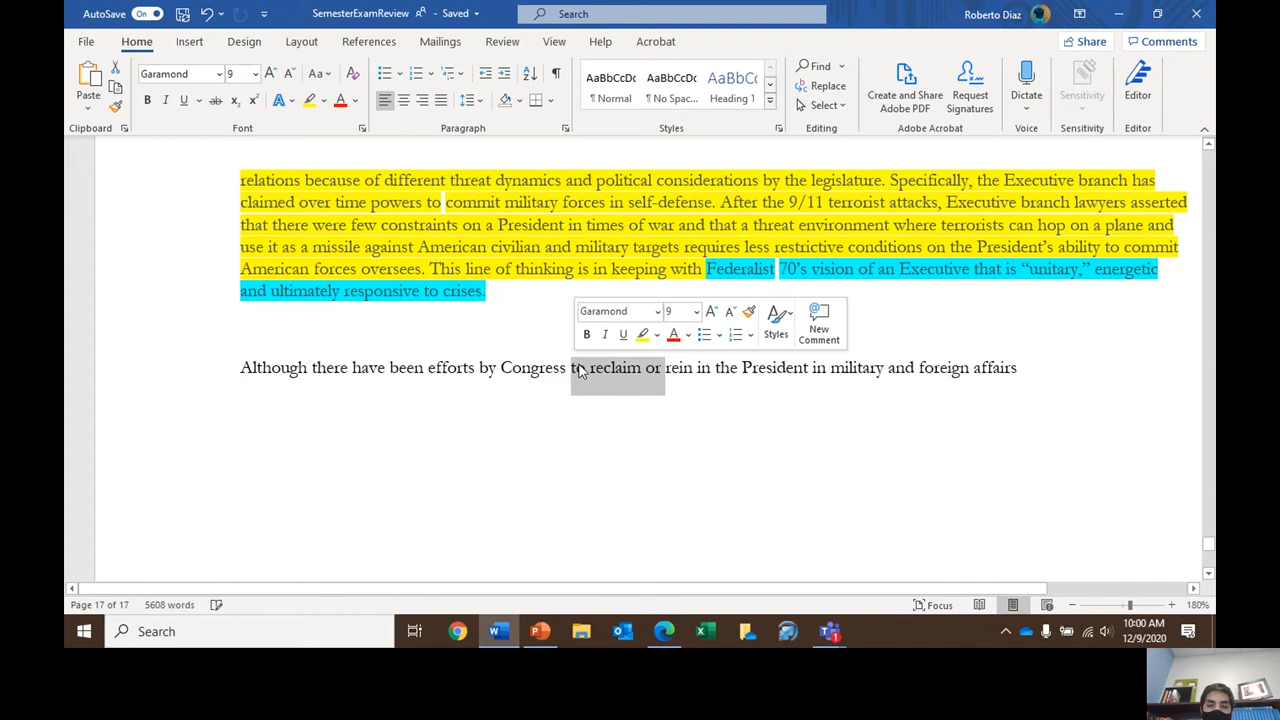 AutoSave On SemesterExamReview - Saved Search Roberto Diaz
File Home Insert Design Layout References Mailings Review View Help Acrobat Share Comments
Paste Garamond 9 Aa AaBbCcDc AaBbCcDc AaBbCc Find Replace Select Create and Share Adobe PDF Request Signatures Dictate Sensitivity Editor
¶ Normal ¶ No Spac... Heading 1
Clipboard Font Paragraph Styles Editing Adobe Acrobat Voice Sensitivity Editor
relations because of different threat dynamics and political considerations by the legislature. Specifically, the Executive branch has
claimed over time powers to commit military forces in self-defense. After the 9/11 terrorist attacks, Executive branch lawyers asserted
that there were few constraints on a President in times of war and that a threat environment where terrorists can hop on a plane and
use it as a missile against American civilian and military targets requires less restrictive conditions on the President's ability to commit
American forces oversees. This line of thinking is in keeping with Federalist 70's vision of an Executive that is “unitary,” energetic
and ultimately responsive to crises.
Garamond 9 Styles New Comment
B I U A
Although there have been efforts by Congress to reclaim or rein in the President in military and foreign affairs
Page 17 of 17 5608 words Focus 180%
Search 10:00 AM
12/9/2020